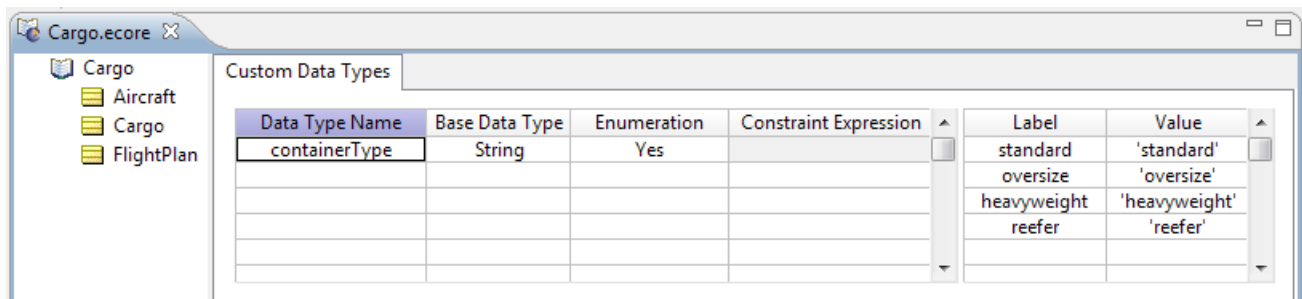 Cargo.ecore
Cargo
Aircraft
Cargo
FlightPlan
Custom Data Types
Data Type Name Base Data Type Enumeration Constraint Expression Label Value
containerType String Yes standard 'standard'
oversize 'oversize'
heavyweight 'heavyweight'
reefer 'reefer'